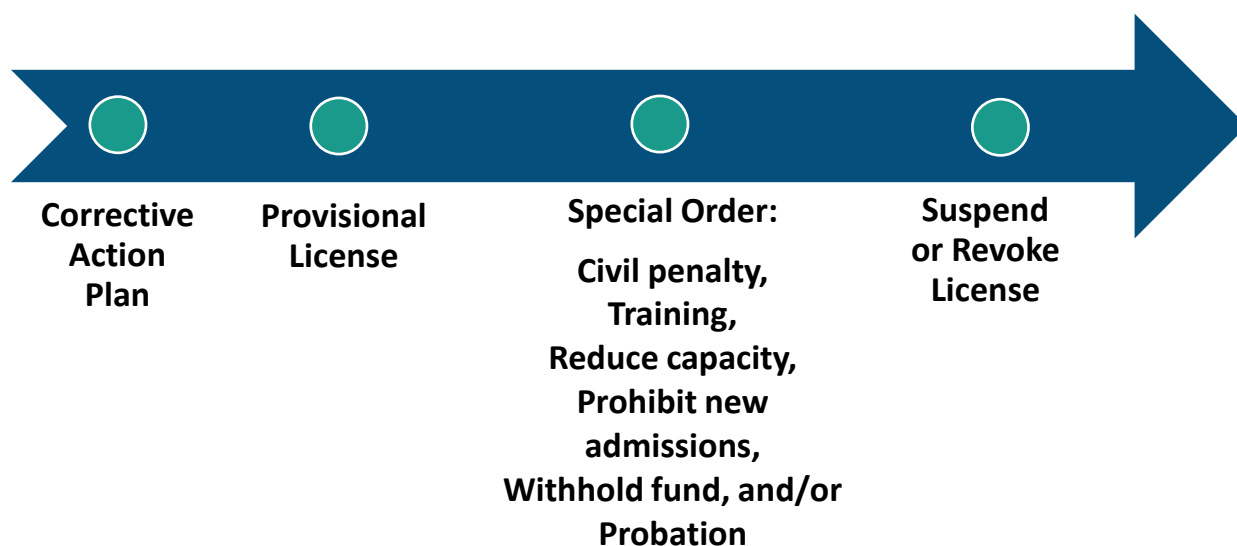 Corrective
Action
Plan
Provisional
License
Special Order:
Civil penalty,
Training,
Reduce capacity,
Prohibit new
admissions,
Withhold fund, and/or
Probation
Suspend
or Revoke
License